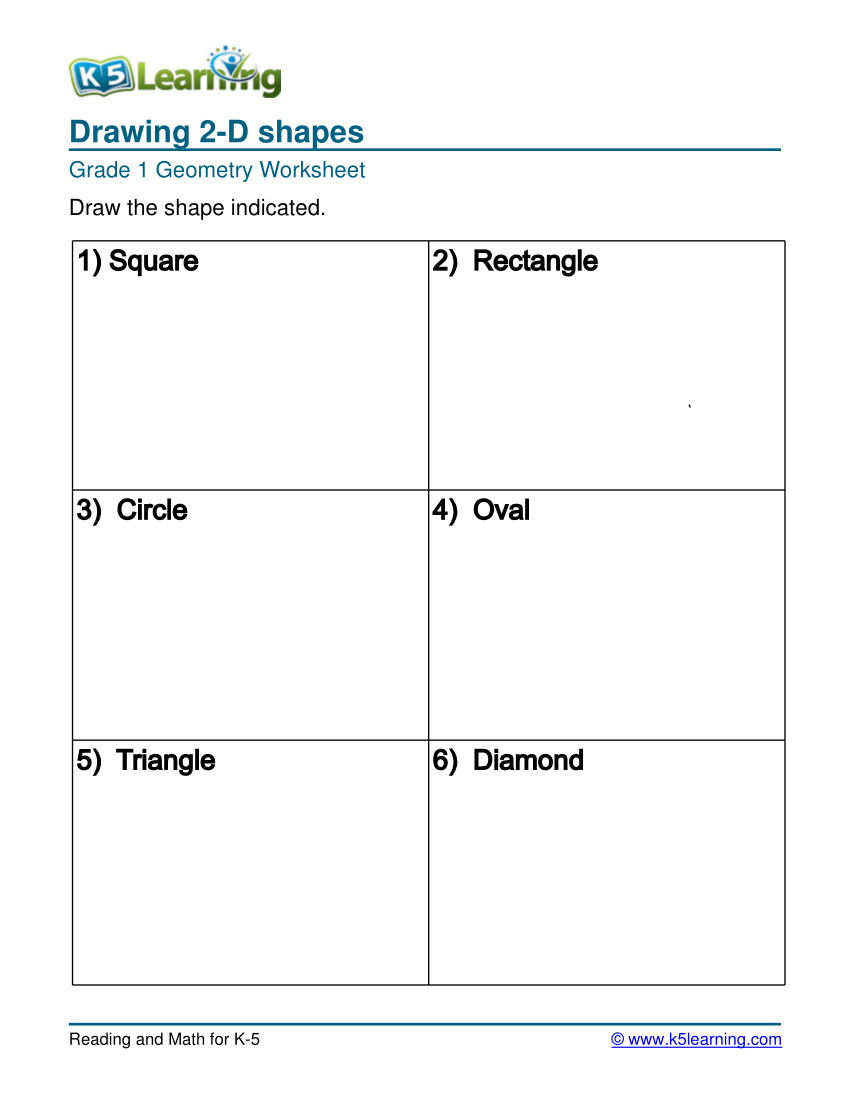 K5 Learning
Drawing 2-D shapes
Grade 1 Geometry Worksheet
Draw the shape indicated.
1) Square
2) Rectangle
3) Circle
4) Oval
5) Triangle
6) Diamond
Reading and Math for K-5
© www.k5learning.com